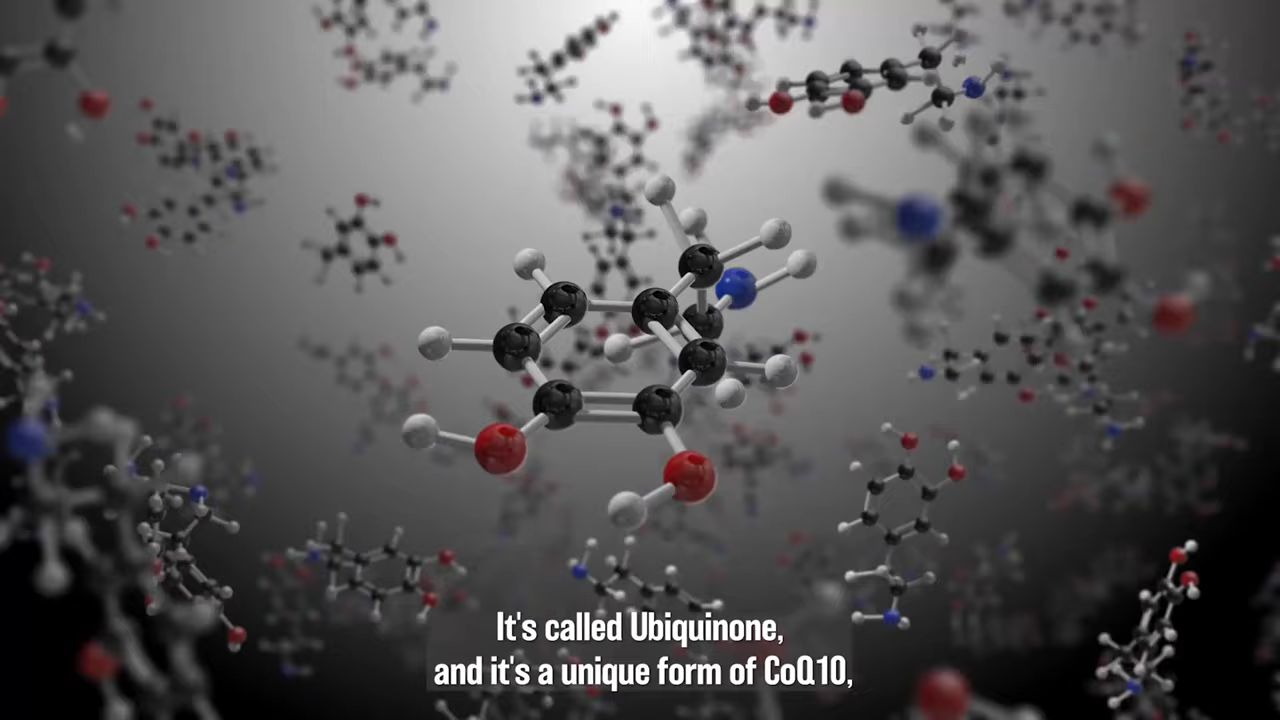 It's called Ubiquinone,
and it's a unique form of CoQ10,